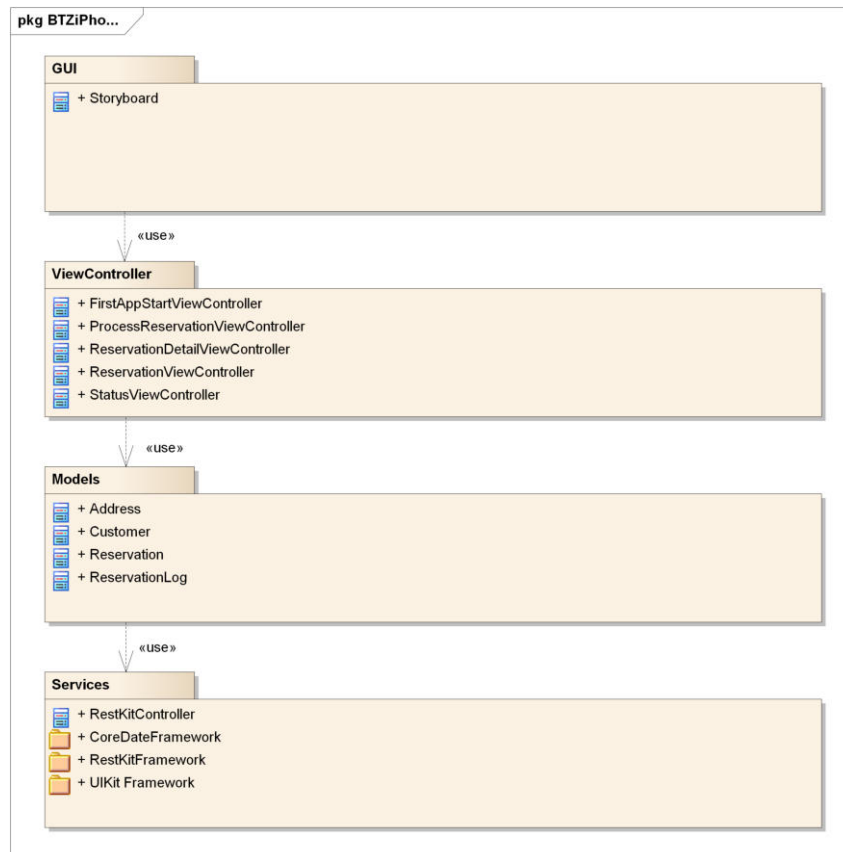 pkg BTZiPho...
GUI
+ Storyboard
«use»
ViewController
+ FirstAppStartViewController
+ ProcessReservationViewController
+ ReservationDetailViewController
+ ReservationViewController
+ StatusViewController
«use»
Models
+ Address
+ Customer
+ Reservation
+ ReservationLog
«use»
Services
+ RestKitController
+ CoreDateFramework
+ RestKitFramework
+ UIKit Framework